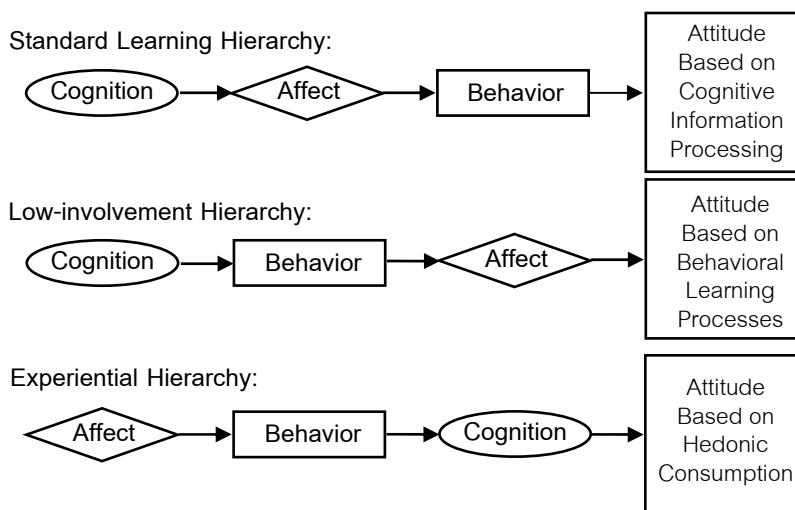 Standard Learning Hierarchy:
Cognition
Affect
Behavior
Attitude
Based on
Cognitive
Information
Processing
Low-involvement Hierarchy:
Cognition
Behavior
Affect
Attitude
Based on
Behavioral
Learning
Processes
Experiential Hierarchy:
Affect
Behavior
Cognition
Attitude
Based on
Hedonic
Consumption